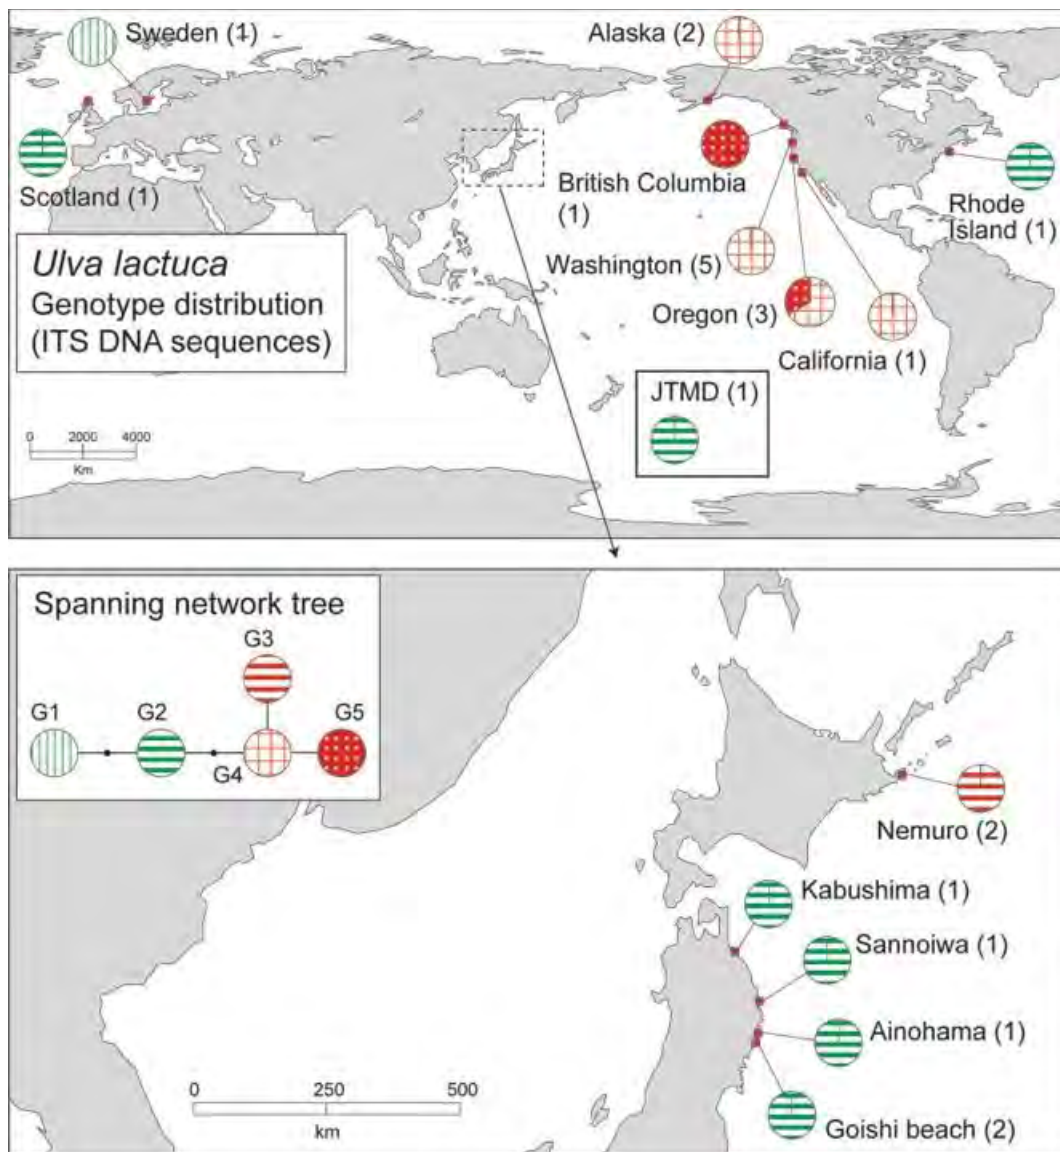 Sweden (1)
Alaska (2)
Scotland (1)
British Columbia
(1)
Rhode
Island (1)
Washington (5)
Oregon (3)
California (1)
Ulva lactuca
Genotype distribution
(ITS DNA sequences)
JTMD (1)
0 2000 4000
Km
Spanning network tree
G3
G1 G2 G5
G4
Nemuro (2)
Kabushima (1)
Sannoiwa (1)
Ainohama (1)
Goishi beach (2)
0 250 500
km